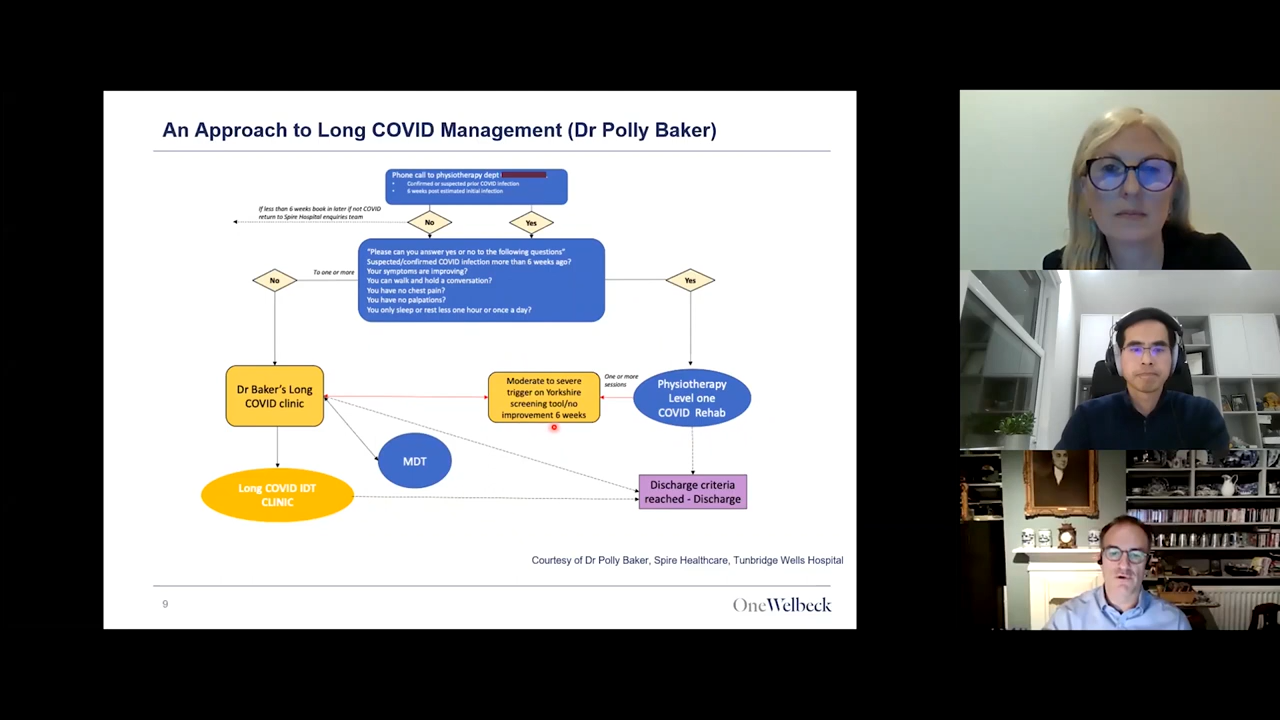 An Approach to Long COVID Management (Dr Polly Baker)
Phone call to physiotherapy dept
• Confirmed or suspected prior COVID infection
• 6 weeks post estimated initial infection
If less than 6 weeks book in later if not COVID
return to Spire Hospital enquiries team
No
Yes
"Please can you answer yes or no to the following questions"
Suspected/confirmed COVID infection more than 6 weeks ago?
Your symptoms are improving?
You can walk and hold a conversation?
You have no chest pain?
You have no palpations?
You only sleep or rest less one hour or once a day?
No
To one or more
Yes
Dr Baker's Long
COVID clinic
Moderate to severe
trigger on Yorkshire
screening tool/no
improvement 6 weeks
One or more
sessions
Physiotherapy
Level one
COVID Rehab
MDT
Long COVID IDT
CLINIC
Discharge criteria
reached - Discharge
Courtesy of Dr Polly Baker, Spire Healthcare, Tunbridge Wells Hospital
9
OneWelbeck